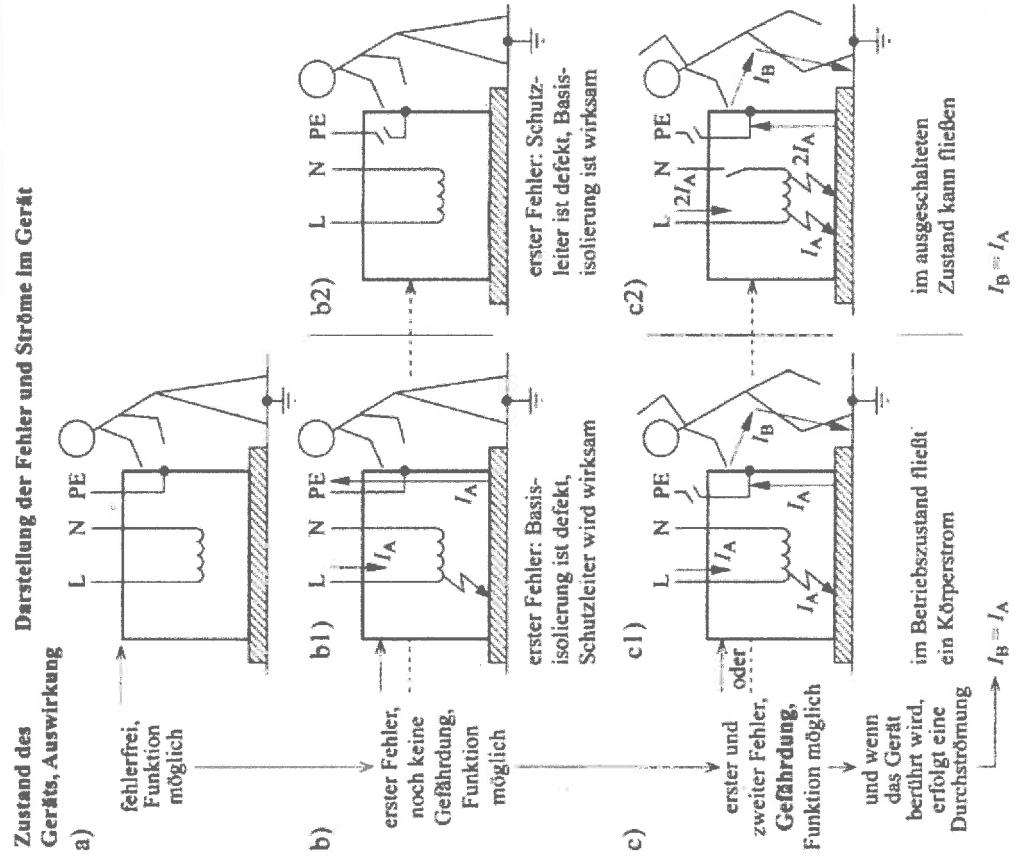 Zustand des
Geräts, Auswirkung
Darstellung der Fehler und Ströme im Gerät
a)
fehlerfrei,
Funktion
möglich
L N PE
b)
erster Fehler,
noch keine
Gefährdung,
Funktion
möglich
b1)
L N PE
I_A
I_A
erster Fehler: Basis-
isolierung ist defekt,
Schutzleiter wird wirksam
b2)
L N PE
erster Fehler: Schutz-
leiter ist defekt, Basis-
isolierung ist wirksam
c)
erster und
oder
zweiter Fehler,
Gefährdung,
Funktion möglich
und wenn
das Gerät
berührt wird,
erfolgt eine
Durchströmung
c1)
L N PE
I_A
I_B
I_A
I_A
im Betriebszustand fließt
ein Körperstrom
I_B = I_A
c2)
L N PE
2I_A
I_B
I_A
2I_A
I_A
im ausgeschalteten
Zustand kann fließen
I_B = I_A